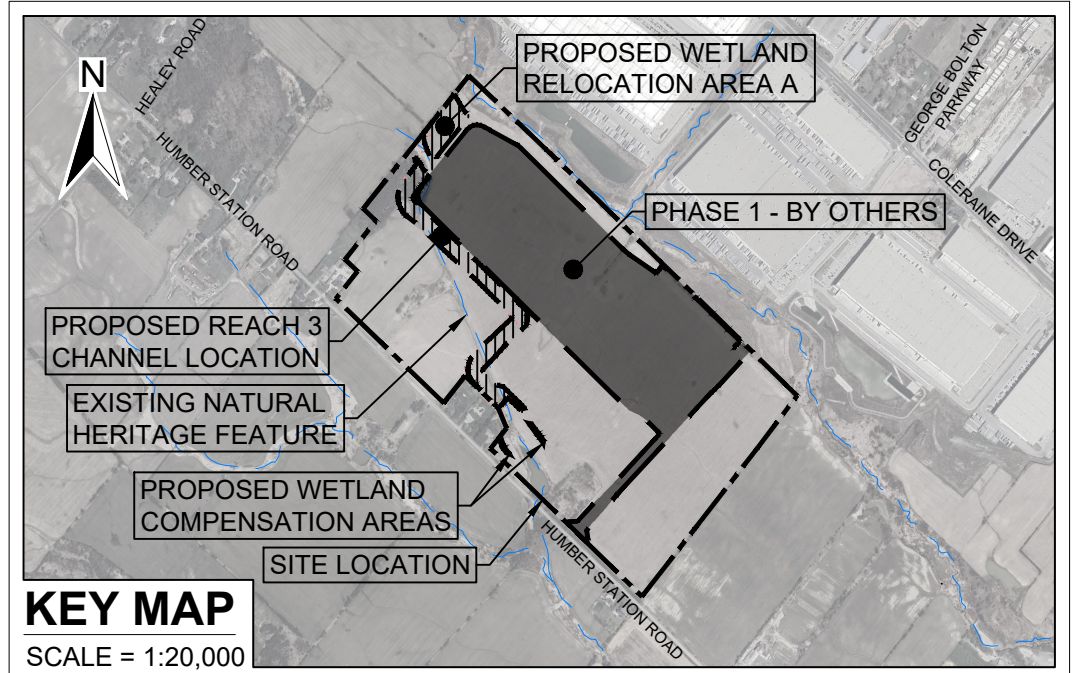 N
HEALEY ROAD
HUMBER STATION ROAD
PROPOSED WETLAND
RELOCATION AREA A
GEORGE BOLTON
PARKWAY
COLERAINE DRIVE
PHASE 1 - BY OTHERS
PROPOSED REACH 3
CHANNEL LOCATION
EXISTING NATURAL
HERITAGE FEATURE
PROPOSED WETLAND
COMPENSATION AREAS
SITE LOCATION
HUMBER STATION ROAD
KEY MAP
SCALE = 1:20,000